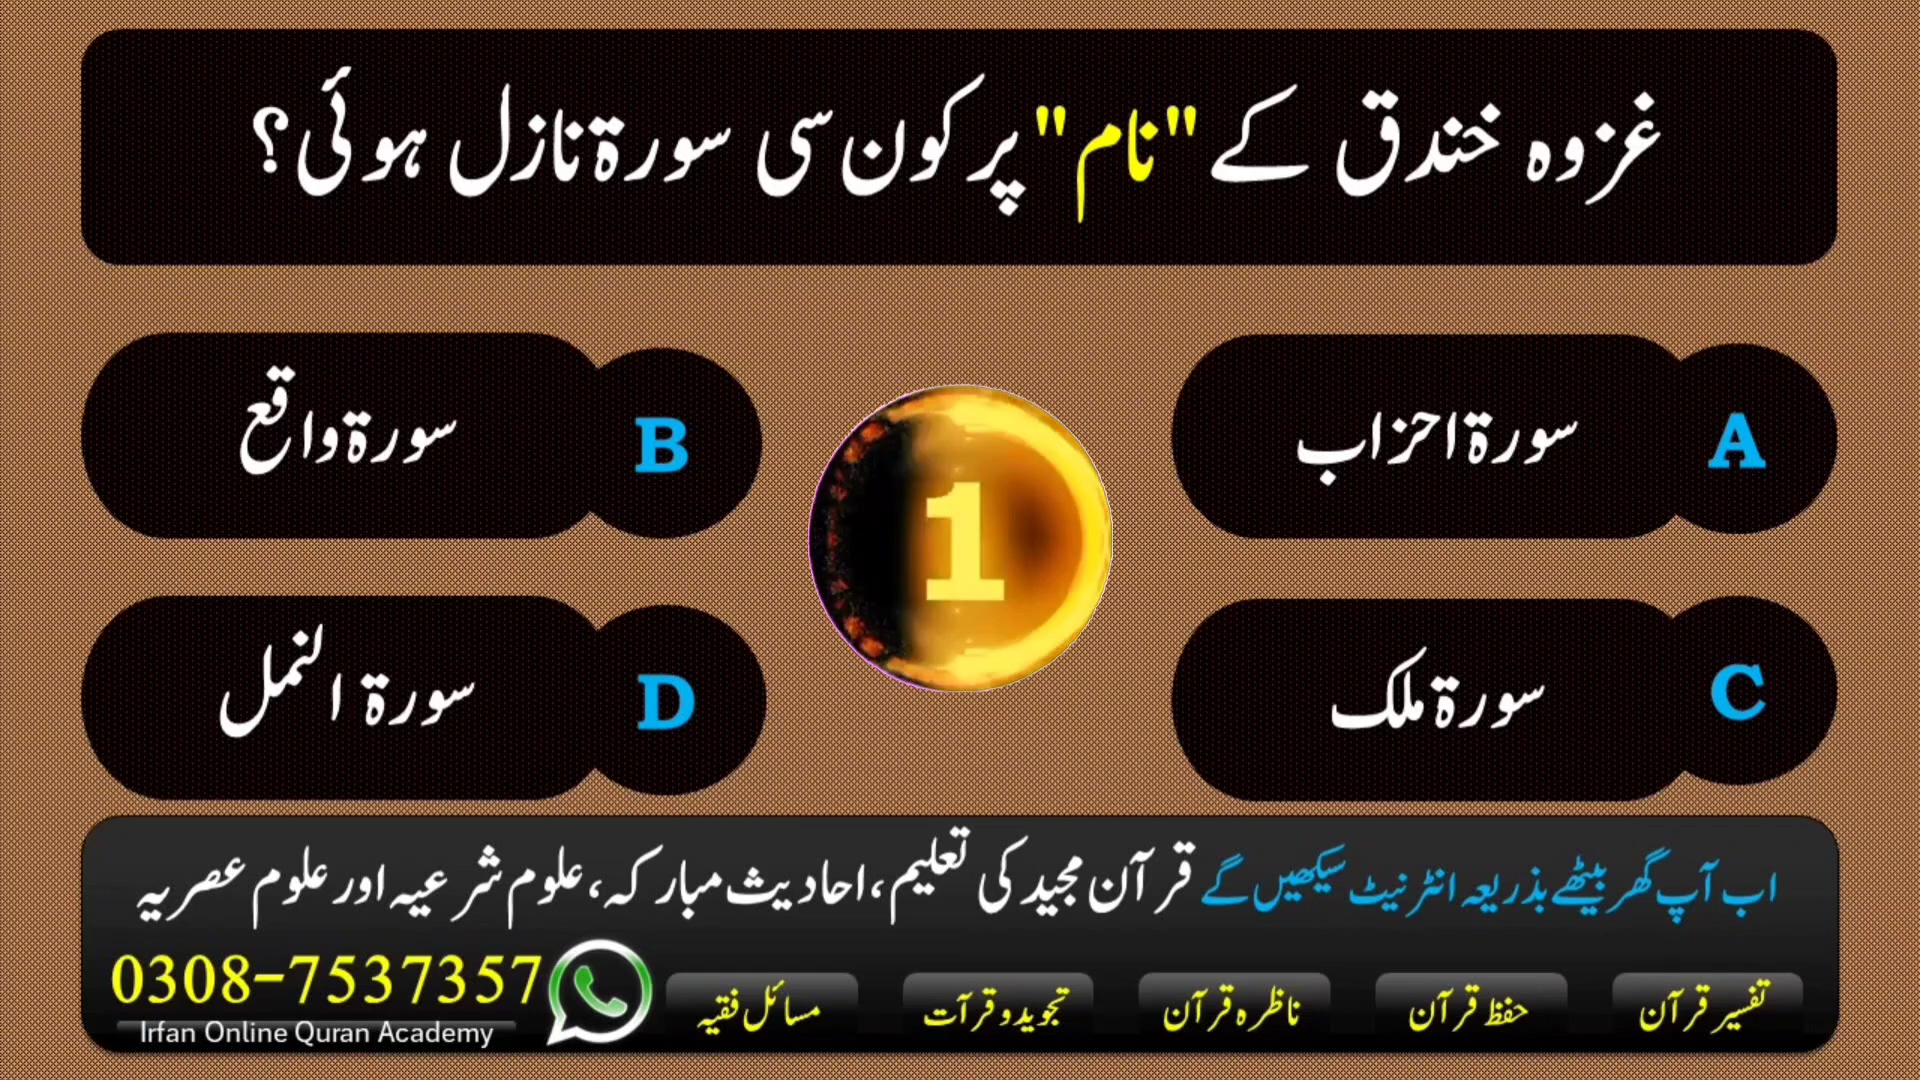 غزوہ خندق کے "نام" پر کون سی سورۃ نازل ہوئی؟
A سورۃ احزاب
B سورۃ واقع
1
C سورۃ ملک
D سورۃ النمل
اب آپ گھر بیٹھے بذریعہ انٹرنیٹ سیکھیں گے قرآن مجید کی تعلیم، احادیث مبارکہ، علوم شرعیہ اور علوم عصریہ
تفسیر قرآن
حفظ قرآن
ناظرہ قرآن
تجوید و قرآت
مسائل فقیہ
0308-7537357
Irfan Online Quran Academy